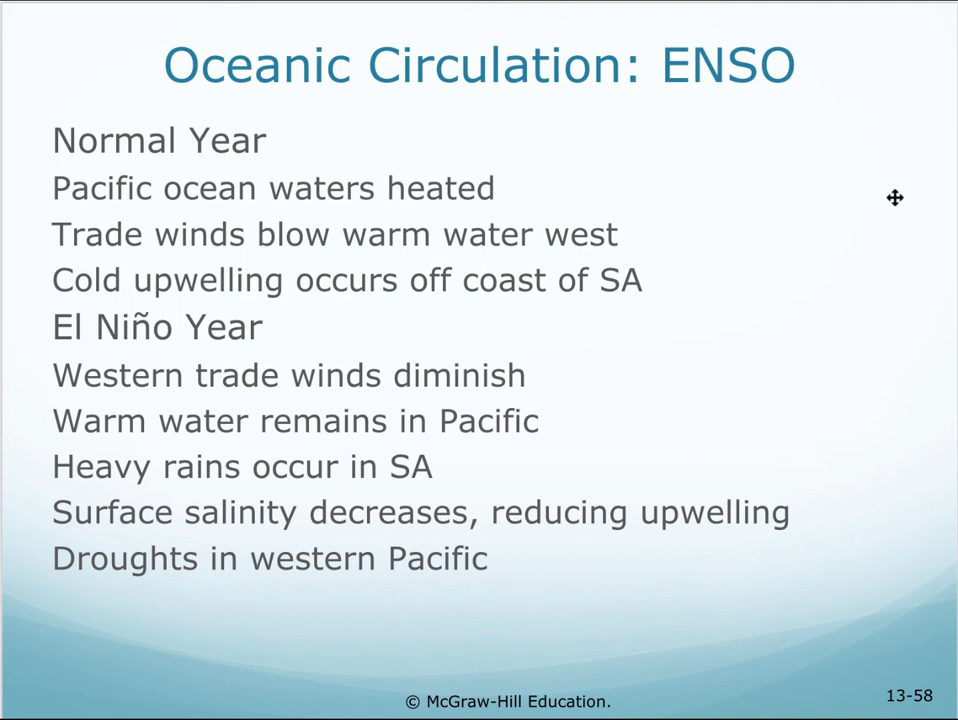 Oceanic Circulation: ENSO
Normal Year
Pacific ocean waters heated
Trade winds blow warm water west
Cold upwelling occurs off coast of SA
El Niño Year
Western trade winds diminish
Warm water remains in Pacific
Heavy rains occur in SA
Surface salinity decreases, reducing upwelling
Droughts in western Pacific
© McGraw-Hill Education.
13-58